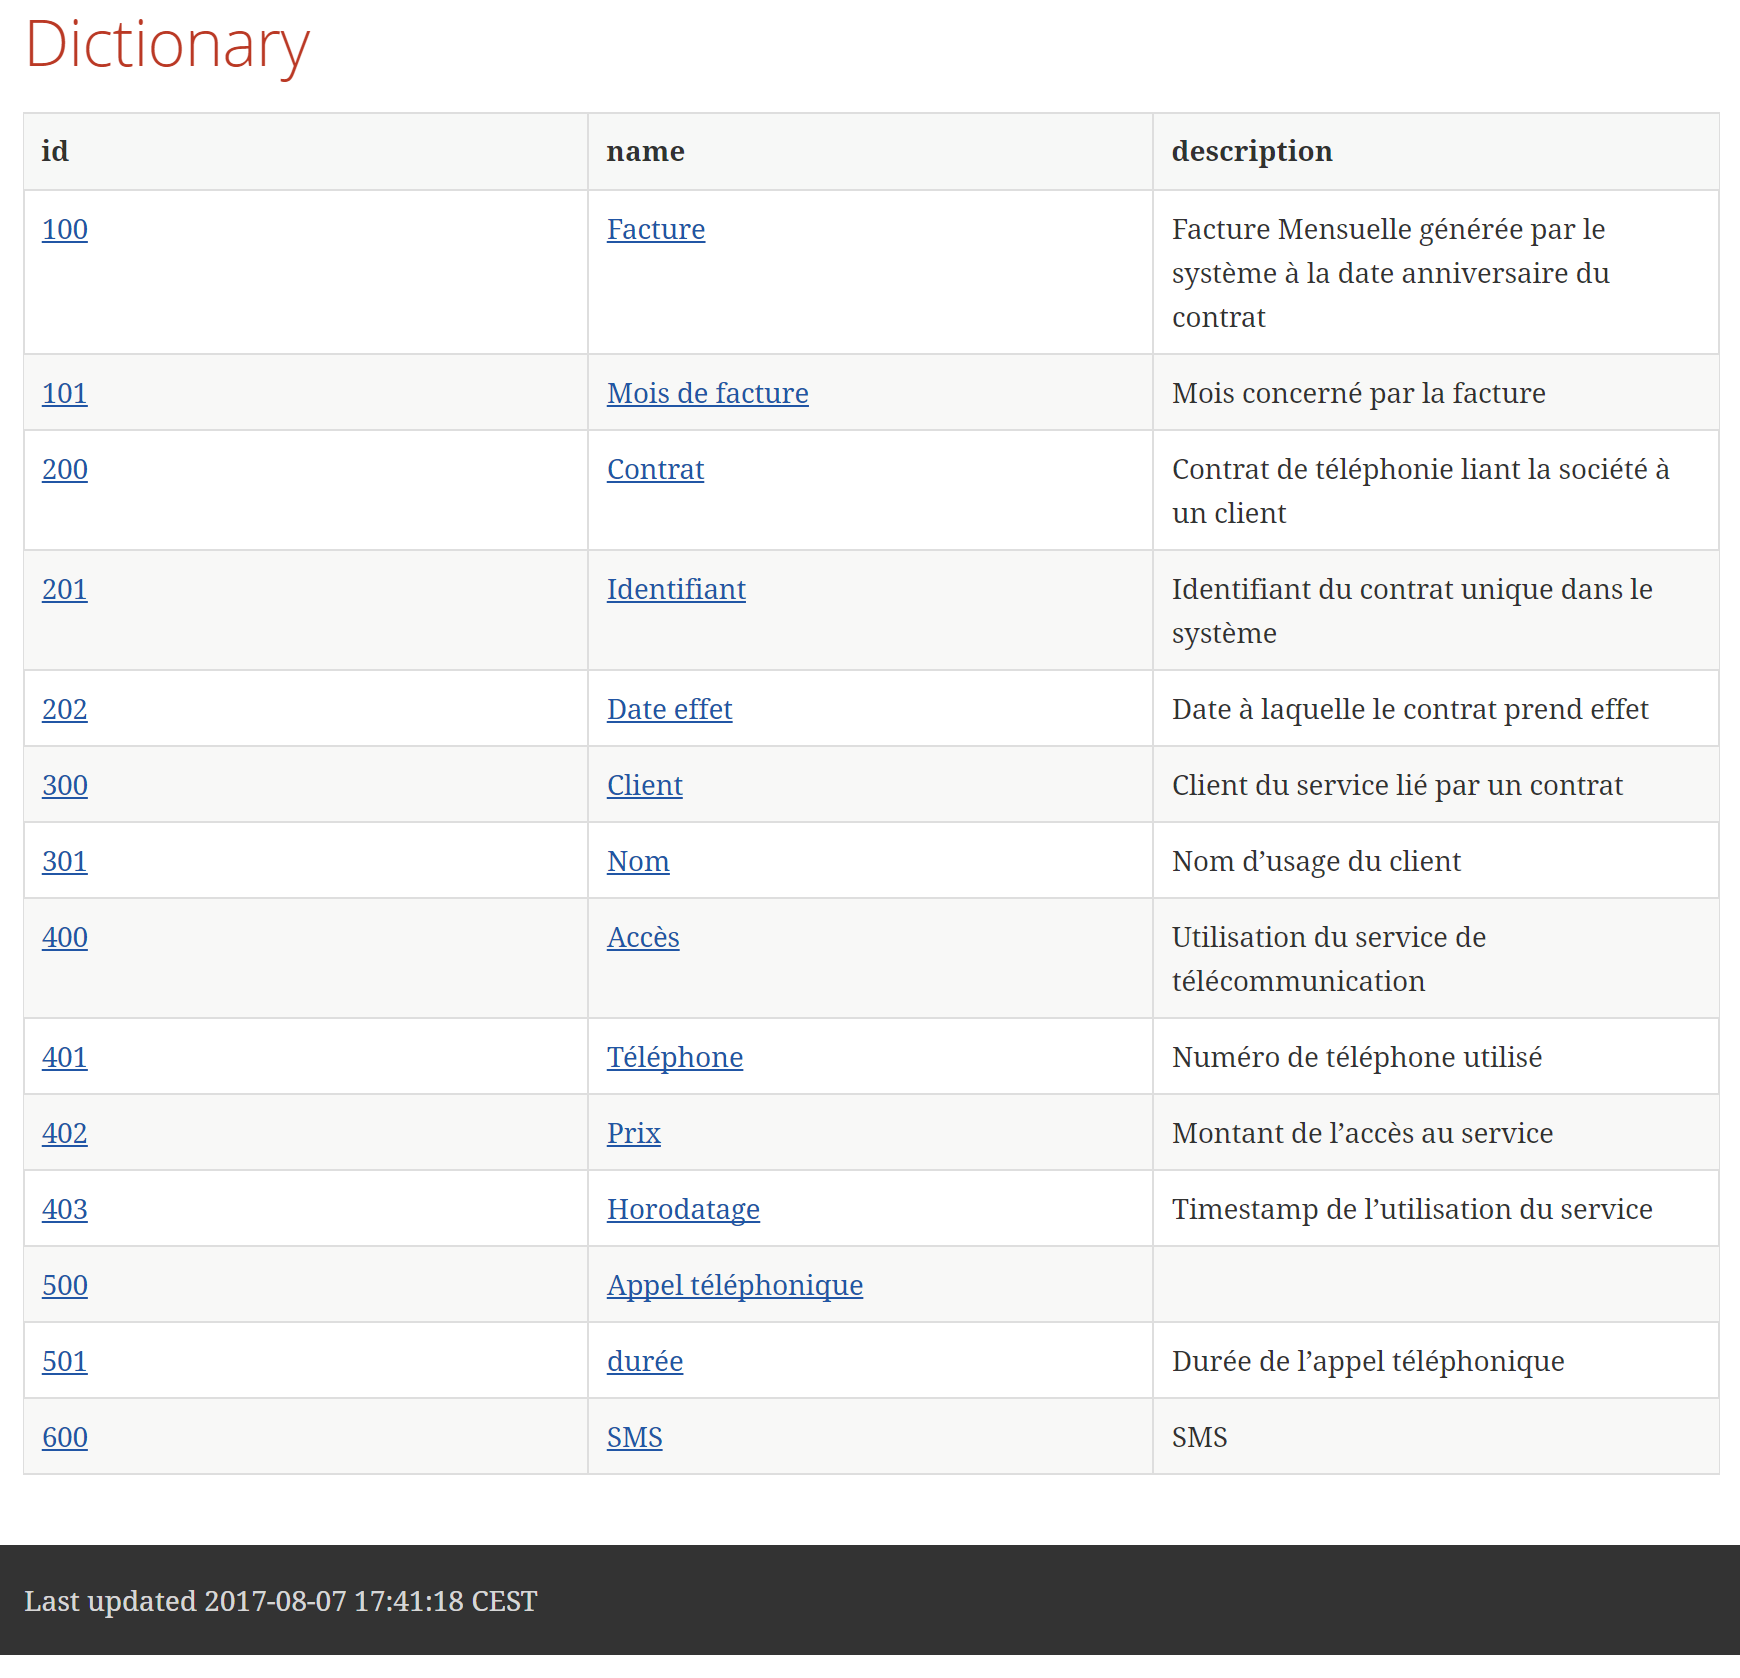 Dictionary
id name description
100 Facture Facture Mensuelle générée par le
système à la date anniversaire du
contrat
101 Mois de facture Mois concerné par la facture
200 Contrat Contrat de téléphonie liant la société à
un client
201 Identifiant Identifiant du contrat unique dans le
système
202 Date effet Date à laquelle le contrat prend effet
300 Client Client du service lié par un contrat
301 Nom Nom d’usage du client
400 Accès Utilisation du service de
télécommunication
401 Téléphone Numéro de téléphone utilisé
402 Prix Montant de l’accès au service
403 Horodatage Timestamp de l’utilisation du service
500 Appel téléphonique
501 durée Durée de l’appel téléphonique
600 SMS SMS
Last updated 2017-08-07 17:41:18 CEST